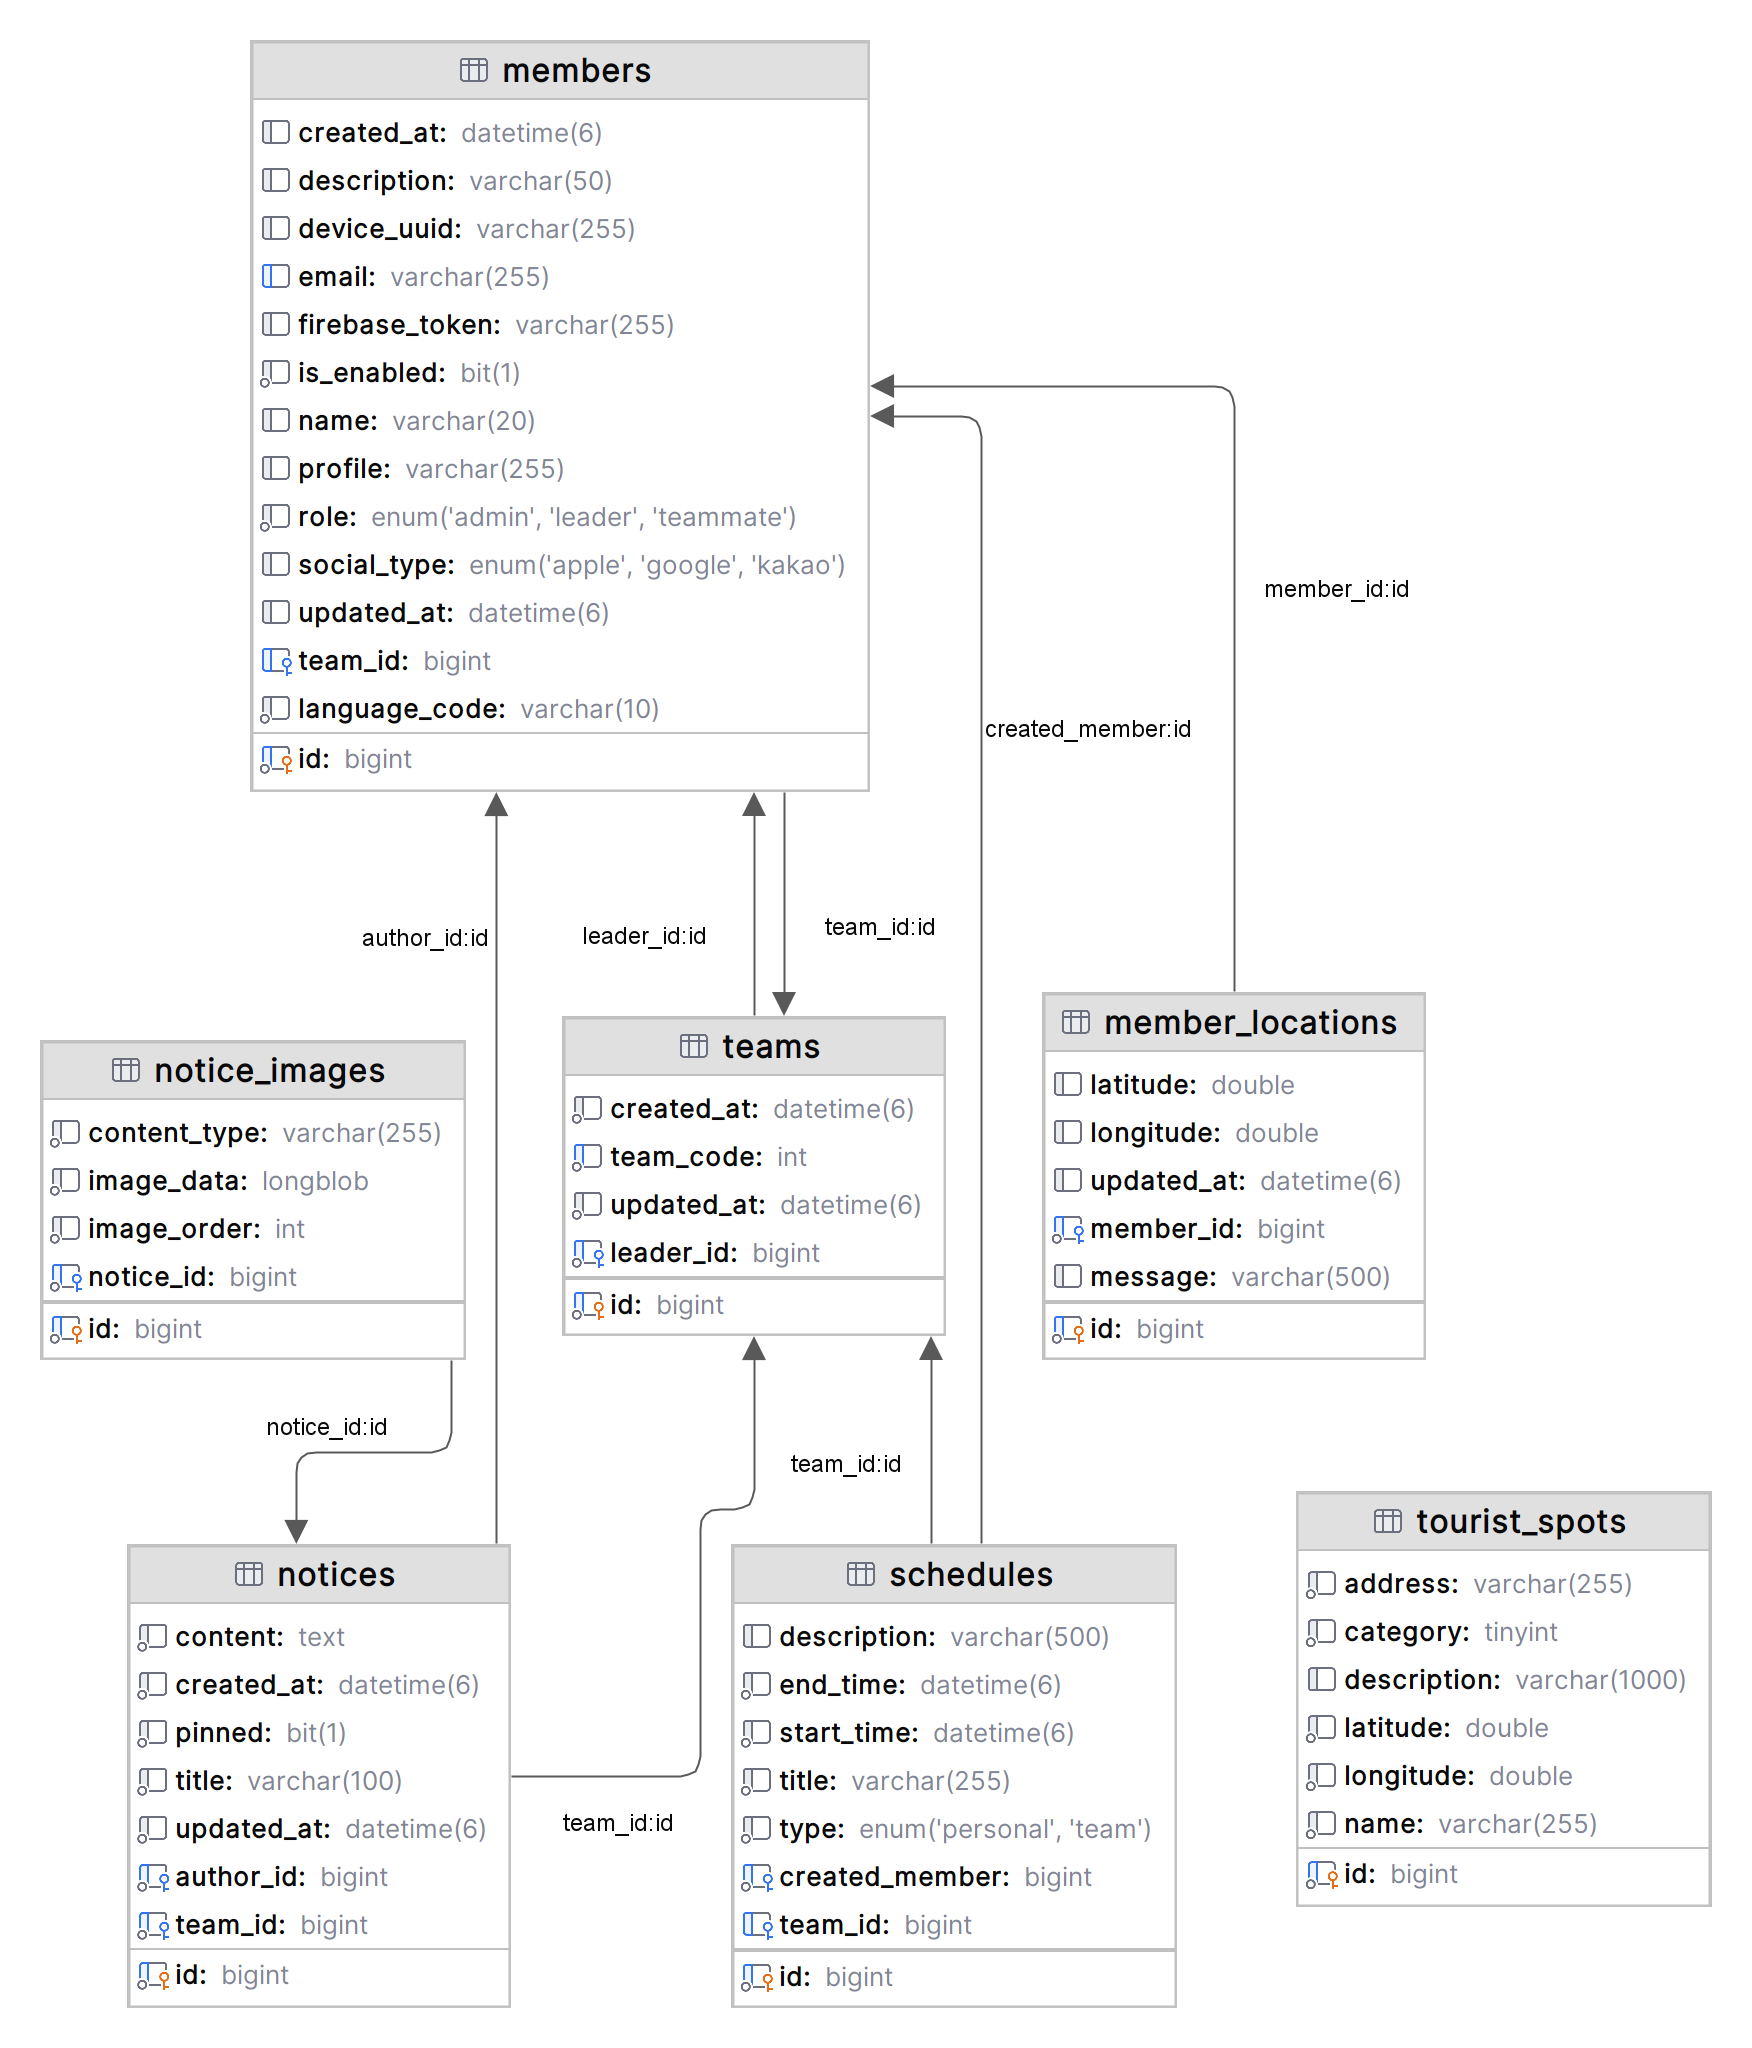 members
created_at: datetime(6)
description: varchar(50)
device_uuid: varchar(255)
email: varchar(255)
firebase_token: varchar(255)
is_enabled: bit(1)
name: varchar(20)
profile: varchar(255)
role: enum('admin', 'leader', 'teammate')
social_type: enum('apple', 'google', 'kakao')
updated_at: datetime(6)
team_id: bigint
language_code: varchar(10)
id: bigint
member_id:id
created_member:id
author_id:id
leader_id:id
team_id:id
notice_images
content_type: varchar(255)
image_data: longblob
image_order: int
notice_id: bigint
id: bigint
teams
created_at: datetime(6)
team_code: int
updated_at: datetime(6)
leader_id: bigint
id: bigint
member_locations
latitude: double
longitude: double
updated_at: datetime(6)
member_id: bigint
message: varchar(500)
id: bigint
notice_id:id
team_id:id
team_id:id
notices
content: text
created_at: datetime(6)
pinned: bit(1)
title: varchar(100)
updated_at: datetime(6)
author_id: bigint
team_id: bigint
id: bigint
schedules
description: varchar(500)
end_time: datetime(6)
start_time: datetime(6)
title: varchar(255)
type: enum('personal', 'team')
created_member: bigint
team_id: bigint
id: bigint
tourist_spots
address: varchar(255)
category: tinyint
description: varchar(1000)
latitude: double
longitude: double
name: varchar(255)
id: bigint